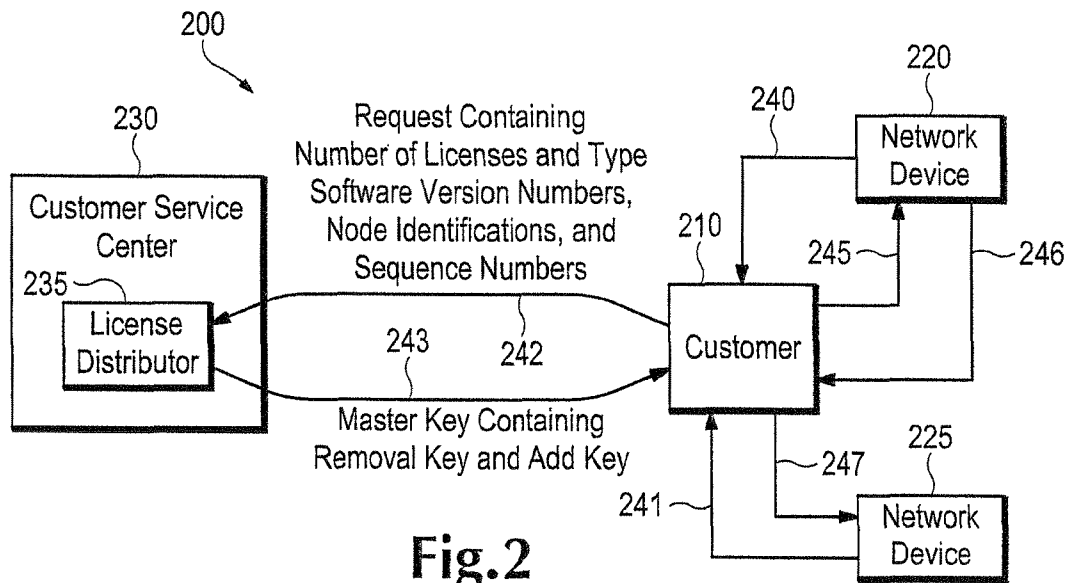 200
230
Customer Service
Center
235
License
Distributor
Request Containing
Number of Licenses and Type
Software Version Numbers,
Node Identifications, and
Sequence Numbers
242
243
Master Key Containing
Removal Key and Add Key
210
Customer
240
220
Network
Device
245
246
247
241
225
Network
Device
Fig.2